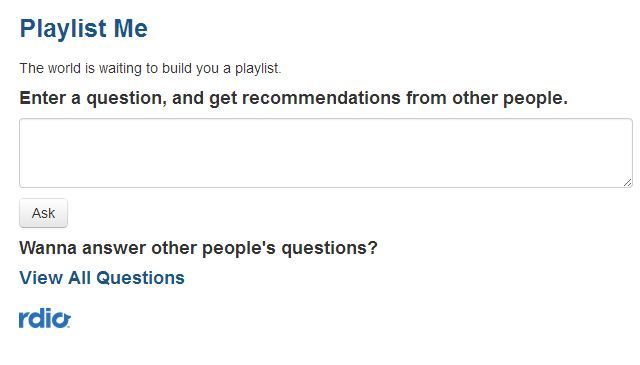 Playlist Me
The world is waiting to build you a playlist.
Enter a question, and get recommendations from other people.
Ask
Wanna answer other people's questions?
View All Questions
rdio